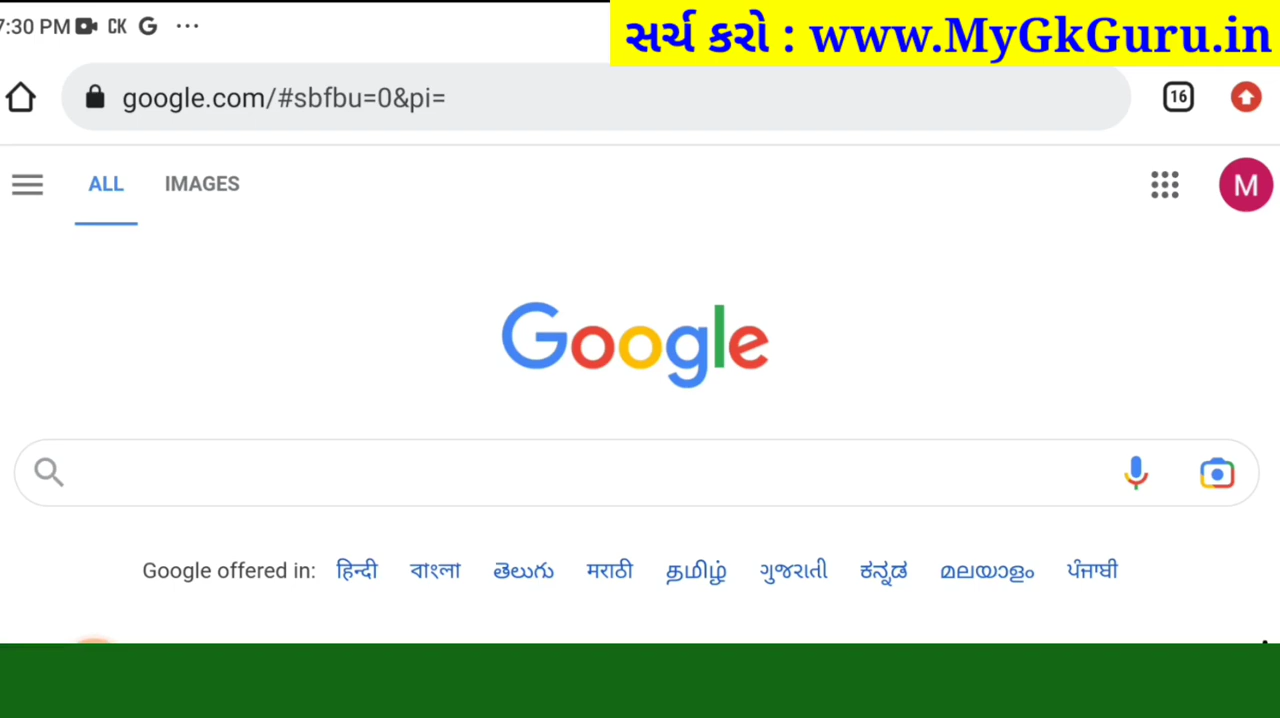 7:30 PM CK G ...
સર્ચ કરો : www.MyGkGuru.in
google.com/#sbfbu=0&pi=
16
ALL IMAGES
M
Google
Google offered in: हिन्दी বাংলা తెలుగు मराठी தமிழ் ગુજરાતી ಕನ್ನಡ മലയാളം ਪੰਜਾਬੀ